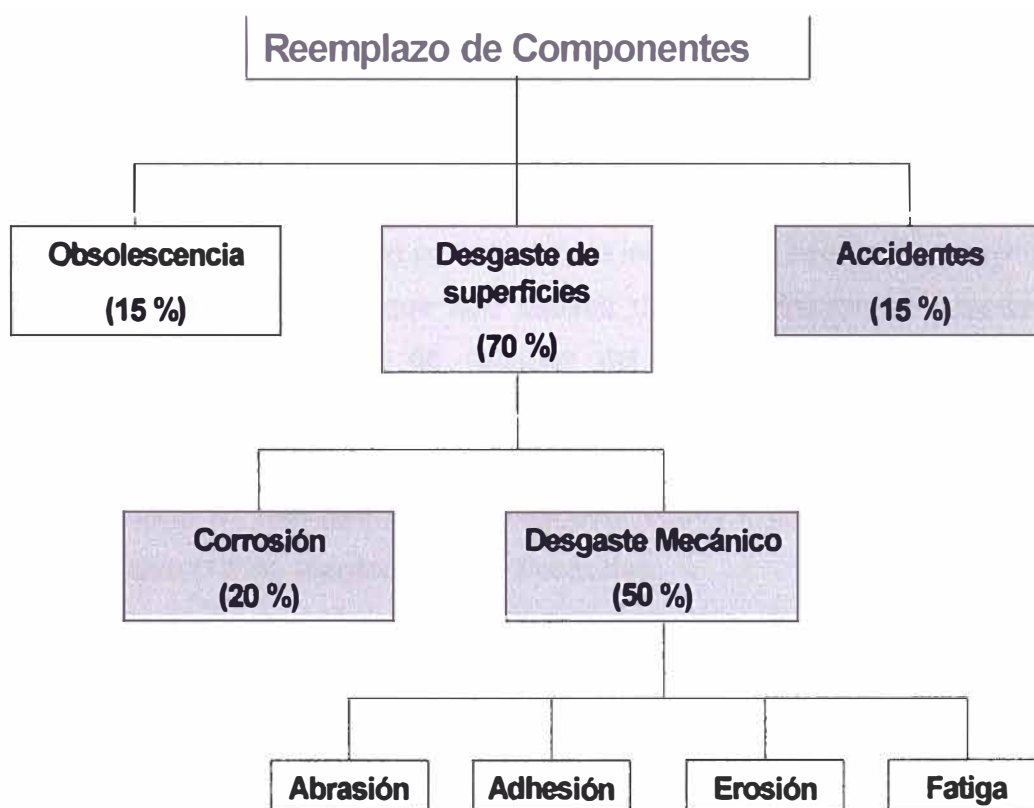 Reemplazo de Componentes
Obsolescencia
(15 %)
Desgaste de
superficies
(70 %)
Accidentes
(15 %)
Corrosión
(20 %)
Desgaste Mecánico
(50 %)
Abrasión
Adhesión
Erosión
Fatiga